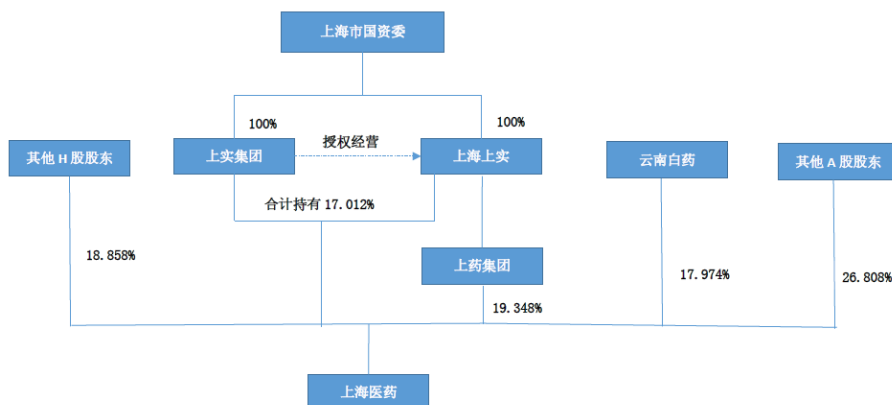 上海市国资委
100%
100%
其他 H 股股东
上实集团
授权经营
上海上实
云南白药
其他 A 股股东
合计持有 17.012%
18.858%
上药集团
17.974%
26.808%
19.348%
上海医药